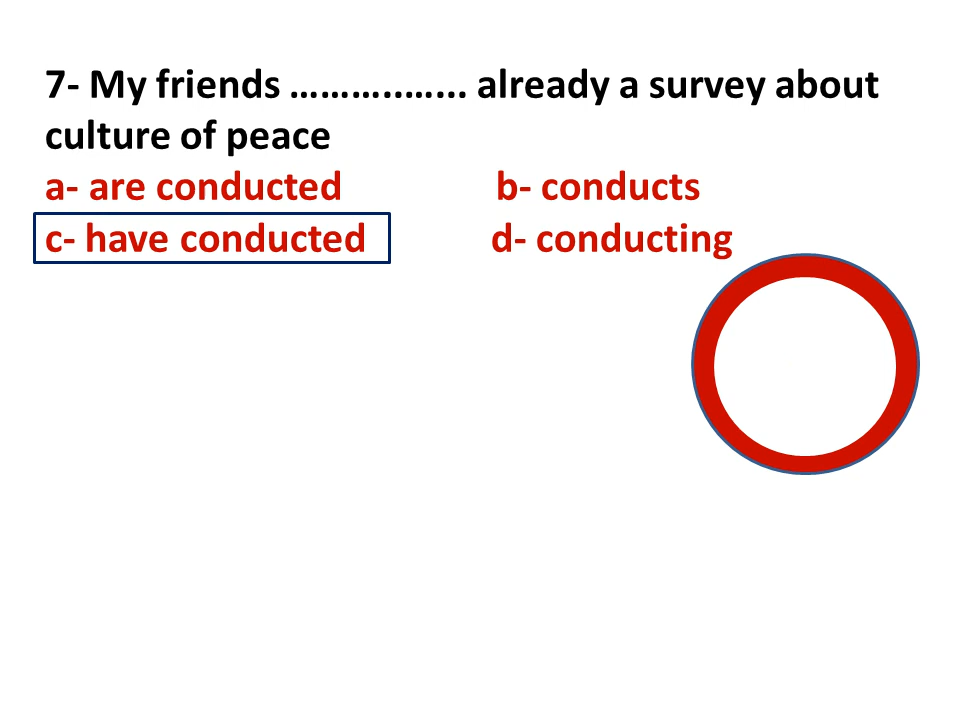 7- My friends ………..…... already a survey about
culture of peace
a- are conducted b- conducts
c- have conducted d- conducting